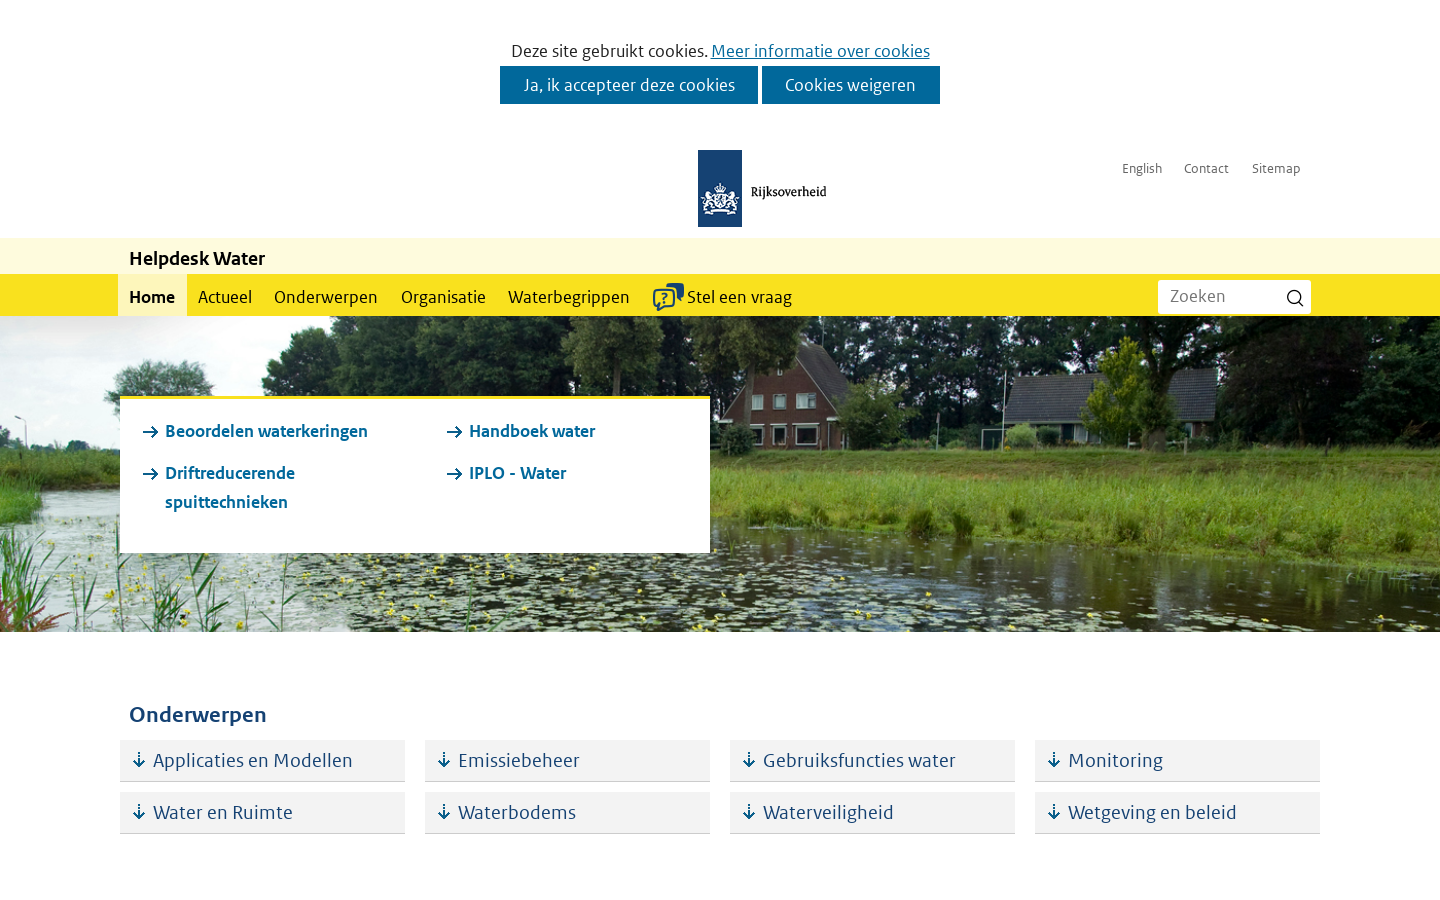 Deze site gebruikt cookies. Meer informatie over cookies
Ja, ik accepteer deze cookies
Cookies weigeren
Rijksoverheid
English
Contact
Sitemap
Helpdesk Water
Home
Actueel
Onderwerpen
Organisatie
Waterbegrippen
Stel een vraag
Zoeken
Beoordelen waterkeringen
Handboek water
Driftreducerende
spuittechnieken
IPLO - Water
Onderwerpen
Applicaties en Modellen
Emissiebeheer
Gebruiksfuncties water
Monitoring
Water en Ruimte
Waterbodems
Waterveiligheid
Wetgeving en beleid